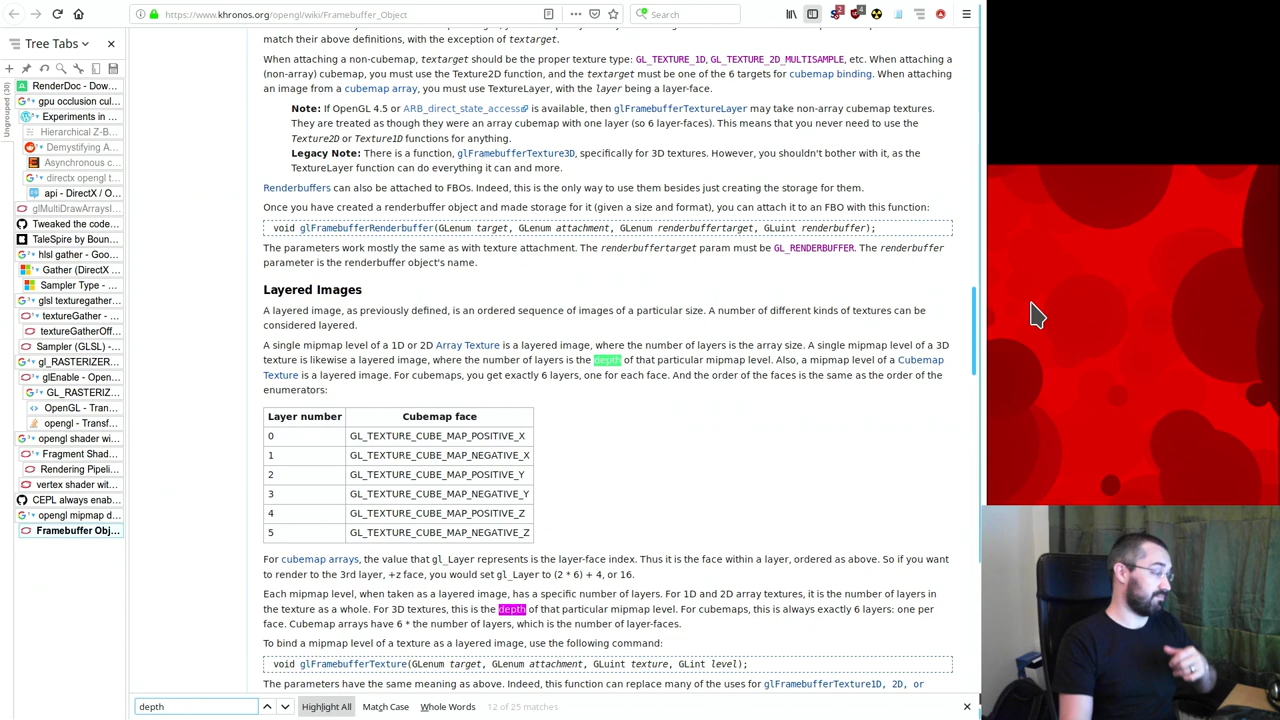 https://www.khronos.org/opengl/wiki/Framebuffer_Object
Search
2
4
Tree Tabs
Ungrouped (30)
RenderDoc - Dow...
gpu occlusion cul...
Experiments in ...
Hierarchical Z-B...
Demystifying A...
Asynchronous c...
directx opengl t...
api - DirectX / O...
glMultiDrawArraysI...
Tweaked the code...
TaleSpire by Boun...
hlsl gather - Goo...
Gather (DirectX ...
Sampler Type - ...
glsl texturegather...
textureGather - ...
textureGatherOff...
Sampler (GLSL) - ...
gl_RASTERIZER...
glEnable - Open...
GL_RASTERIZ...
OpenGL - Tran...
opengl - Transf...
opengl shader wi...
Fragment Shad...
Rendering Pipeli...
vertex shader wit...
CEPL always enab...
opengl mipmap d...
Framebuffer Obj...
match their above definitions, with the exception of textarget.
When attaching a non-cubemap, textarget should be the proper texture type: GL_TEXTURE_1D, GL_TEXTURE_2D_MULTISAMPLE, etc. When attaching a
(non-array) cubemap, you must use the Texture2D function, and the textarget must be one of the 6 targets for cubemap binding. When attaching
an image from a cubemap array, you must use TextureLayer, with the layer being a layer-face.
Note: If OpenGL 4.5 or ARB_direct_state_access is available, then glFramebufferTextureLayer may take non-array cubemap textures.
They are treated as though they were an array cubemap with one layer (so 6 layer-faces). This means that you never need to use the
Texture2D or Texture1D functions for anything.
Legacy Note: There is a function, glFramebufferTexture3D, specifically for 3D textures. However, you shouldn't bother with it, as the
TextureLayer function can do everything it can and more.
Renderbuffers can also be attached to FBOs. Indeed, this is the only way to use them besides just creating the storage for them.
Once you have created a renderbuffer object and made storage for it (given a size and format), you can attach it to an FBO with this function:
void glFramebufferRenderbuffer(GLenum target, GLenum attachment, GLenum renderbuffertarget, GLuint renderbuffer);
The parameters work mostly the same as with texture attachment. The renderbuffertarget param must be GL_RENDERBUFFER. The renderbuffer
parameter is the renderbuffer object's name.
Layered Images
A layered image, as previously defined, is an ordered sequence of images of a particular size. A number of different kinds of textures can be
considered layered.
A single mipmap level of a 1D or 2D Array Texture is a layered image, where the number of layers is the array size. A single mipmap level of a 3D
texture is likewise a layered image, where the number of layers is the depth of that particular mipmap level. Also, a mipmap level of a Cubemap
Texture is a layered image. For cubemaps, you get exactly 6 layers, one for each face. And the order of the faces is the same as the order of the
enumerators:
Layer number Cubemap face
0 GL_TEXTURE_CUBE_MAP_POSITIVE_X
1 GL_TEXTURE_CUBE_MAP_NEGATIVE_X
2 GL_TEXTURE_CUBE_MAP_POSITIVE_Y
3 GL_TEXTURE_CUBE_MAP_NEGATIVE_Y
4 GL_TEXTURE_CUBE_MAP_POSITIVE_Z
5 GL_TEXTURE_CUBE_MAP_NEGATIVE_Z
For cubemap arrays, the value that gl_Layer represents is the layer-face index. Thus it is the face within a layer, ordered as above. So if you want
to render to the 3rd layer, +z face, you would set gl_Layer to (2 * 6) + 4, or 16.
Each mipmap level, when taken as a layered image, has a specific number of layers. For 1D and 2D array textures, it is the number of layers in
the texture as a whole. For 3D textures, this is the depth of that particular mipmap level. For cubemaps, this is always exactly 6 layers: one per
face. Cubemap arrays have 6 * the number of layers, which is the number of layer-faces.
To bind a mipmap level of a texture as a layered image, use the following command:
void glFramebufferTexture(GLenum target, GLenum attachment, GLuint texture, GLint level);
The parameters have the same meaning as above. Indeed, this function can replace many of the uses for glFramebufferTexture1D, 2D, or
depth
Highlight All
Match Case
Whole Words
12 of 25 matches